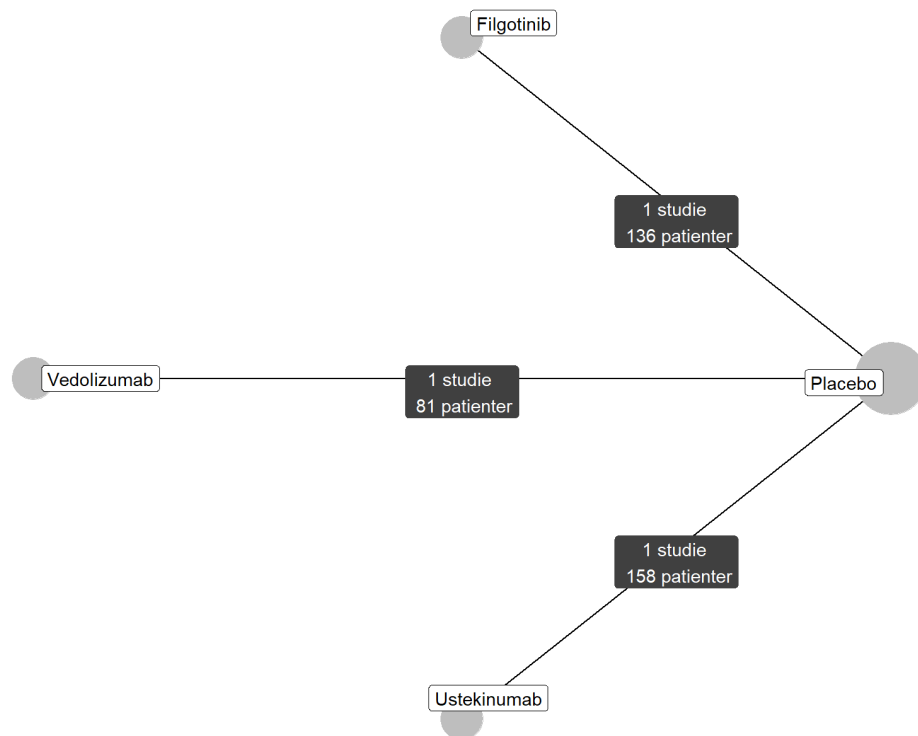 Filgotinib
1 studie
136 patienter
Vedolizumab
1 studie
81 patienter
Placebo
1 studie
158 patienter
Ustekinumab